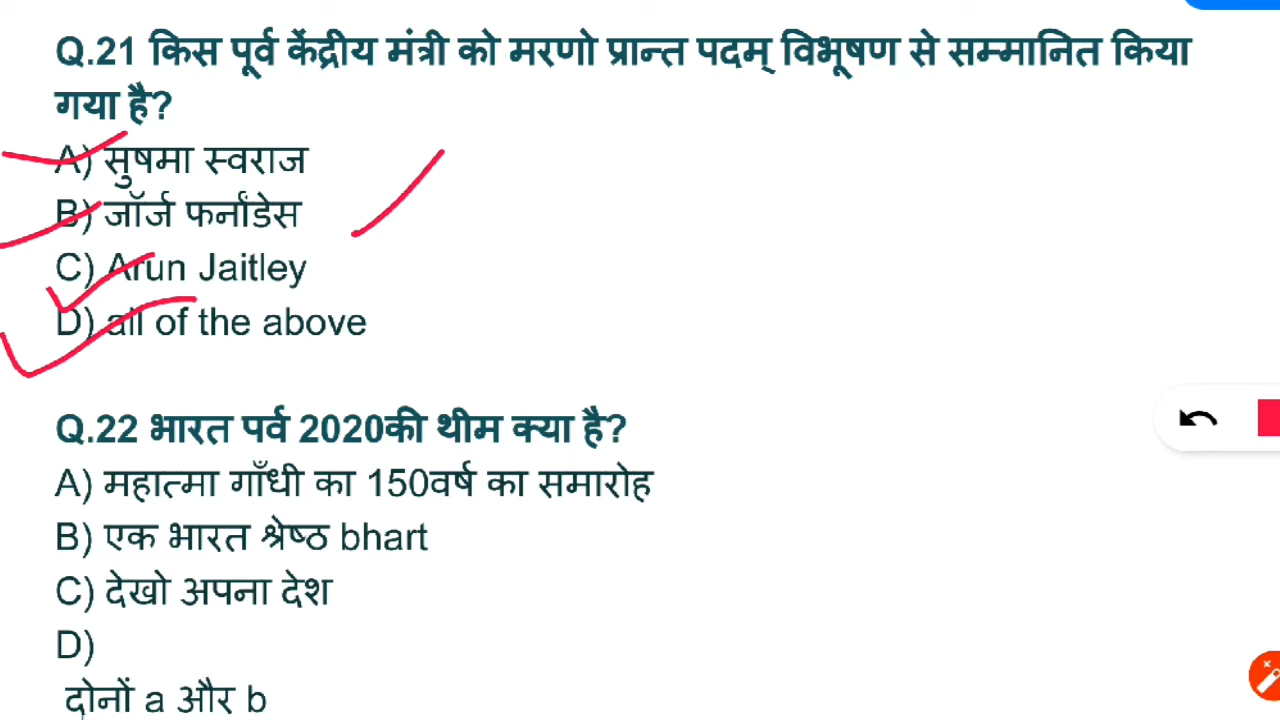 Q.21 किस पूर्व केंद्रीय मंत्री को मरणो प्रान्त पदम् विभूषण से सम्मानित किया
गया है?
A) सुषमा स्वराज
B) जॉर्ज फर्नांडेस
C) Arun Jaitley
D) all of the above
Q.22 भारत पर्व 2020की थीम क्या है?
A) महात्मा गाँधी का 150वर्ष का समारोह
B) एक भारत श्रेष्ठ bhart
C) देखो अपना देश
D)
दोनों a और b